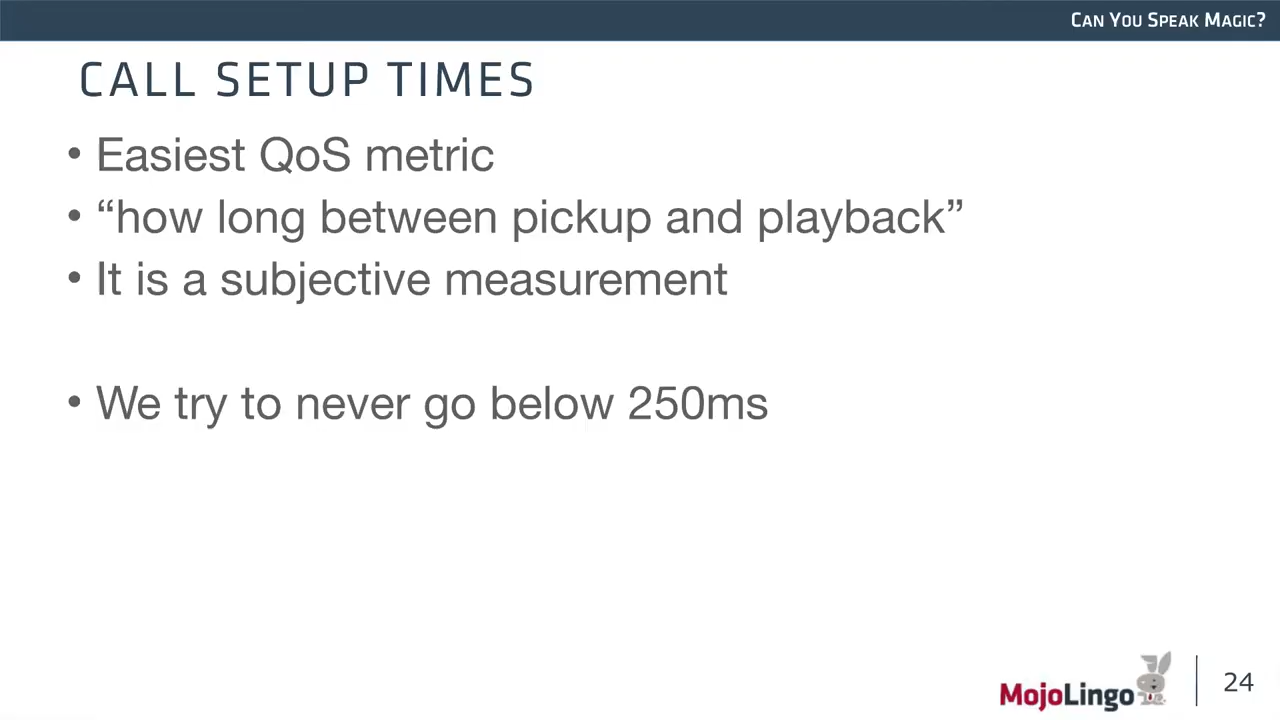 CAN YOU SPEAK MAGIC?
CALL SETUP TIMES
• Easiest QoS metric
• “how long between pickup and playback”
• It is a subjective measurement
• We try to never go below 250ms
MojoLingo
24